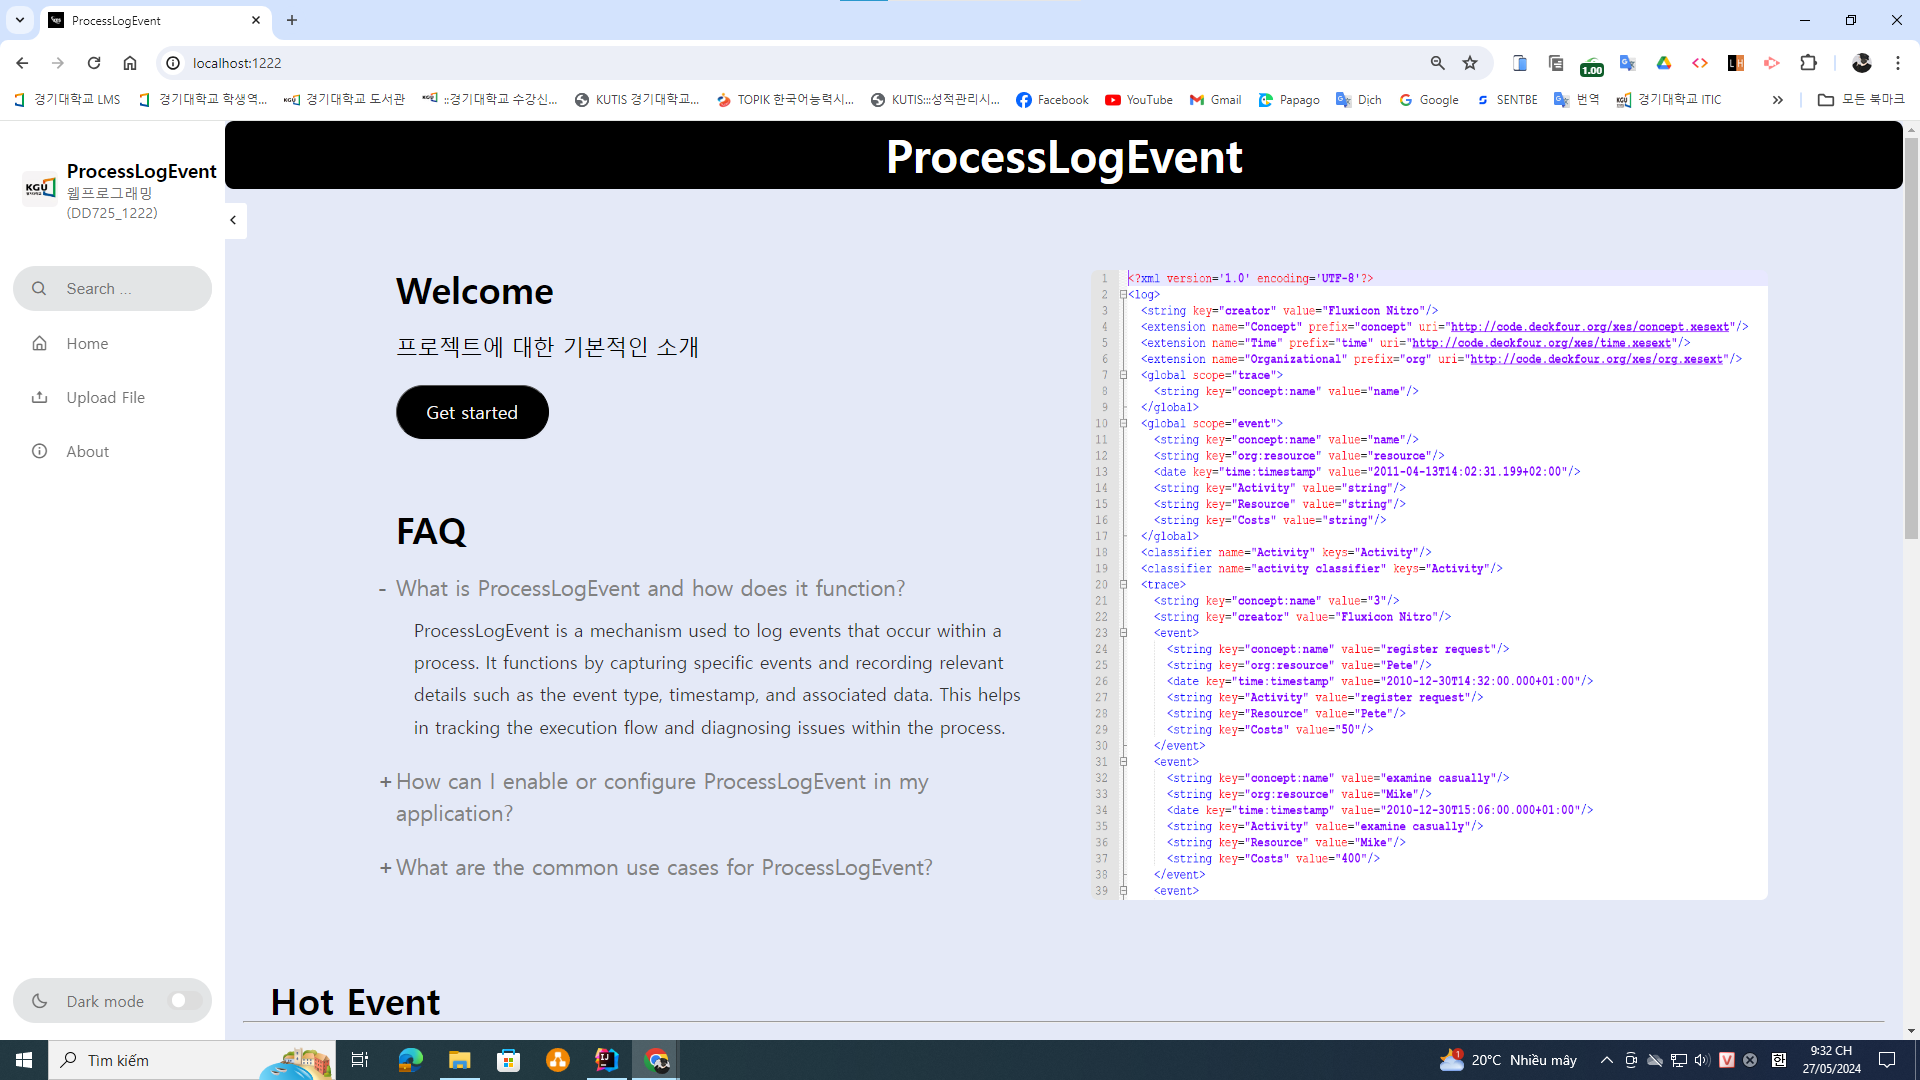 ProcessLogEvent
localhost:1222
1.00
경기대학교 LMS
경기대학교 학생역...
경기대학교 도서관
::경기대학교 수강신...
KUTIS 경기대학교...
TOPIK 한국어능력시...
KUTIS:::성적관리시...
Facebook
YouTube
Gmail
Papago
Dịch
Google
SENTBE
번역
경기대학교 ITIC
모든 북마크
KGU
ProcessLogEvent
웹프로그래밍
(DD725_1222)
Search ...
Home
Upload File
About
Dark mode
ProcessLogEvent
Welcome
프로젝트에 대한 기본적인 소개
Get started
FAQ
- What is ProcessLogEvent and how does it function?
ProcessLogEvent is a mechanism used to log events that occur within a
process. It functions by capturing specific events and recording relevant
details such as the event type, timestamp, and associated data. This helps
in tracking the execution flow and diagnosing issues within the process.
+ How can I enable or configure ProcessLogEvent in my
application?
+ What are the common use cases for ProcessLogEvent?
1 <?xml version='1.0' encoding='UTF-8'?>
2 <log>
3 <string key="creator" value="Fluxicon Nitro"/>
4 <extension name="Concept" prefix="concept" uri="http://code.deckfour.org/xes/concept.xesext"/>
5 <extension name="Time" prefix="time" uri="http://code.deckfour.org/xes/time.xesext"/>
6 <extension name="Organizational" prefix="org" uri="http://code.deckfour.org/xes/org.xesext"/>
7 <global scope="trace">
8 <string key="concept:name" value="name"/>
9 </global>
10 <global scope="event">
11 <string key="concept:name" value="name"/>
12 <string key="org:resource" value="resource"/>
13 <date key="time:timestamp" value="2011-04-13T14:02:31.199+02:00"/>
14 <string key="Activity" value="string"/>
15 <string key="Resource" value="string"/>
16 <string key="Costs" value="string"/>
17 </global>
18 <classifier name="Activity" keys="Activity"/>
19 <classifier name="activity classifier" keys="Activity"/>
20 <trace>
21 <string key="concept:name" value="3"/>
22 <string key="creator" value="Fluxicon Nitro"/>
23 <event>
24 <string key="concept:name" value="register request"/>
25 <string key="org:resource" value="Pete"/>
26 <date key="time:timestamp" value="2010-12-30T14:32:00.000+01:00"/>
27 <string key="Activity" value="register request"/>
28 <string key="Resource" value="Pete"/>
29 <string key="Costs" value="50"/>
30 </event>
31 <event>
32 <string key="concept:name" value="examine casually"/>
33 <string key="org:resource" value="Mike"/>
34 <date key="time:timestamp" value="2010-12-30T15:06:00.000+01:00"/>
35 <string key="Activity" value="examine casually"/>
36 <string key="Resource" value="Mike"/>
37 <string key="Costs" value="400"/>
38 </event>
39 <event>
Hot Event
Tìm kiếm
20°C Nhiều mây
9:32 CH
27/05/2024